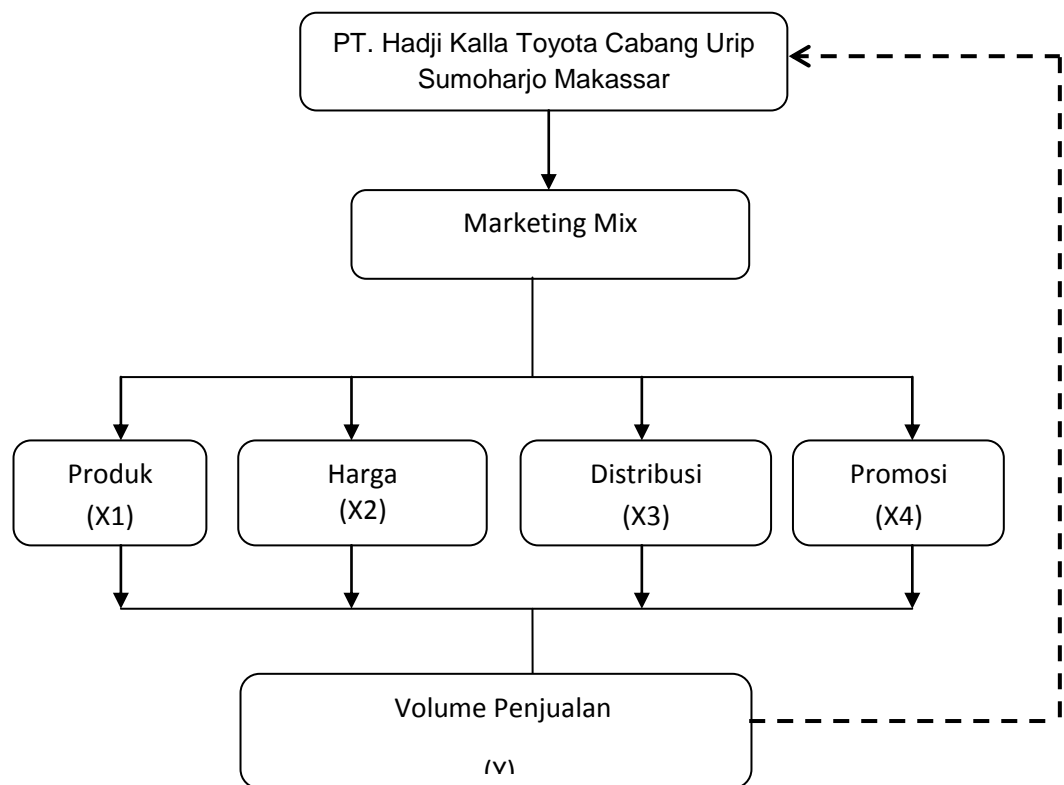 PT. Hadji Kalla Toyota Cabang Urip
Sumoharjo Makassar
Marketing Mix
Produk
(X1)
Harga
(X2)
Distribusi
(X3)
Promosi
(X4)
Volume Penjualan
(Y)